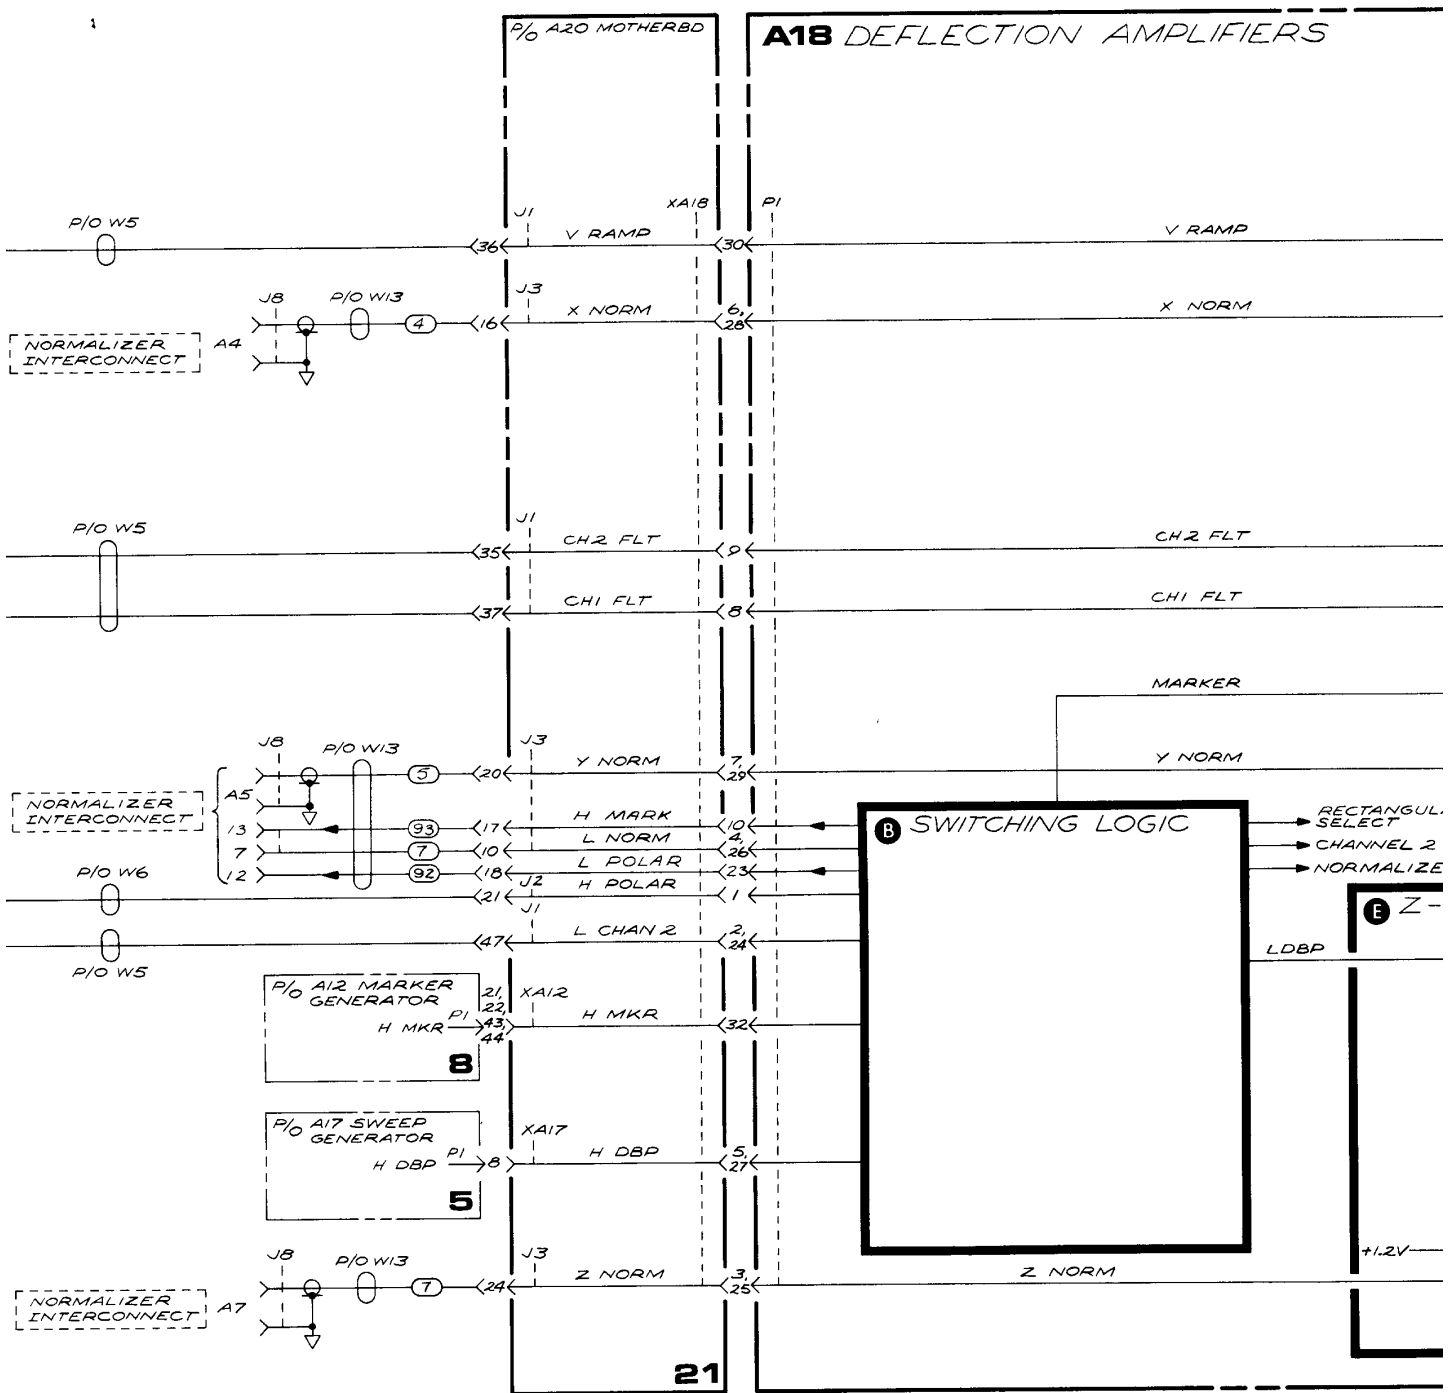 P/O A20 MOTHERBD
A18 DEFLECTION AMPLIFIERS
P/O W5
J1
XA18
P1
36
V RAMP
30
V RAMP
J8
P/O W13
J3
4
16
X NORM
6, 28
X NORM
NORMALIZER
INTERCONNECT
A4
P/O W5
J1
35
CH2 FLT
9
CH2 FLT
37
CH1 FLT
8
CH1 FLT
MARKER
J8
P/O W13
J3
5
20
Y NORM
7, 29
Y NORM
NORMALIZER
INTERCONNECT
A5
13
93
17
H MARK
10
7
7
10
L NORM
4, 26
12
92
18
L POLAR
23
P/O W6
21
J2
H POLAR
1
J1
47
L CHAN 2
2, 24
P/O W5
B SWITCHING LOGIC
RECTANGUL
SELECT
CHANNEL 2
NORMALIZE
E Z-
LDBP
P/O A12 MARKER
GENERATOR
H MKR
P1
21,
22,
43,
44
XA12
H MKR
32
8
P/O A17 SWEEP
GENERATOR
H DBP
P1
8
XA17
H DBP
5, 27
5
+1.2V
J8
P/O W13
J3
7
24
Z NORM
3, 25
Z NORM
NORMALIZER
INTERCONNECT
A7
21